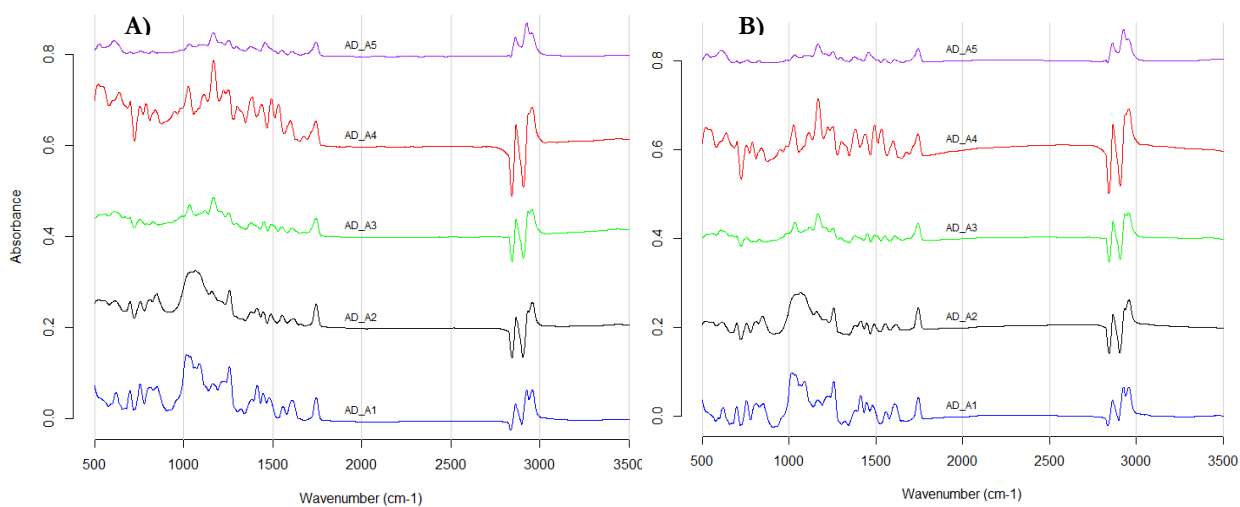 A)
Absorbance
0.8
0.6
0.4
0.2
0.0
AD_A5
AD_A4
AD_A3
AD_A2
AD_A1
500 1000 1500 2000 2500 3000 3500
Wavenumber (cm-1)
B)
0.8
0.6
0.4
0.2
0.0
AD_A5
AD_A4
AD_A3
AD_A2
AD_A1
500 1000 1500 2000 2500 3000 3500
Wavenumber (cm-1)